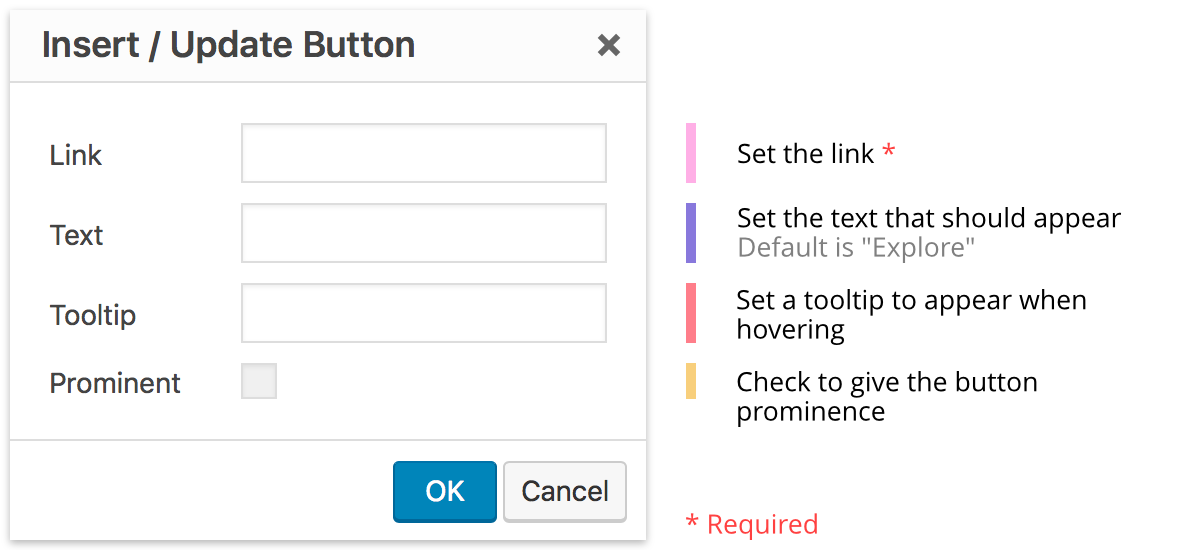 Insert / Update Button
Link
Set the link *
Text
Set the text that should appear
Default is "Explore"
Tooltip
Set a tooltip to appear when
hovering
Prominent
Check to give the button
prominence
OK
Cancel
* Required